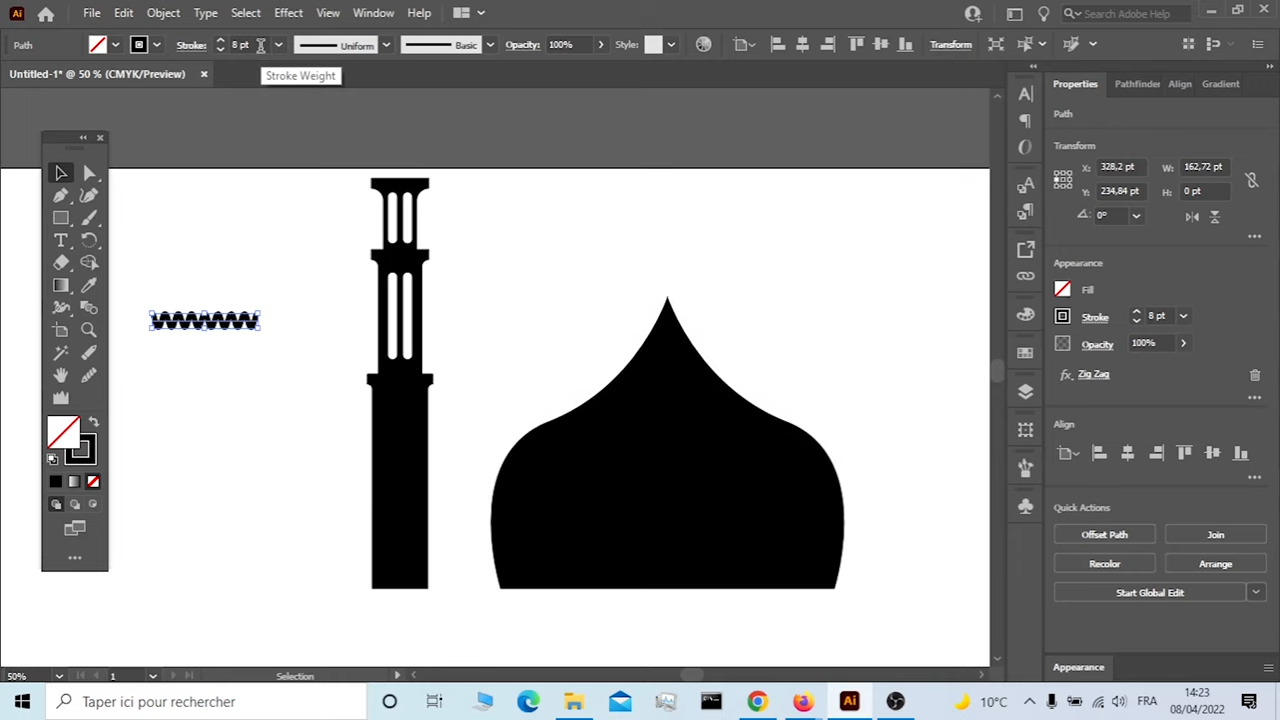 Ai File Edit Object Type Select Effect View Window Help Search Adobe Help
Path Stroke: 8 pt Uniform Basic Opacity: 100% Style: Transform
Untitled-1* @ 50 % (CMYK/Preview)
Stroke Weight
Properties Pathfinder Align Gradient
Path
Transform
X: 328,2 pt W: 162,72 pt
Y: 234,84 pt H: 0 pt
0°
Appearance
Fill
Stroke 8 pt
Opacity 100%
fx Zig Zag
Align
Quick Actions
Offset Path Join
Recolor Arrange
Start Global Edit
Appearance
50% 1 Selection
Taper ici pour rechercher
Ai
10°C FRA 14:23
08/04/2022